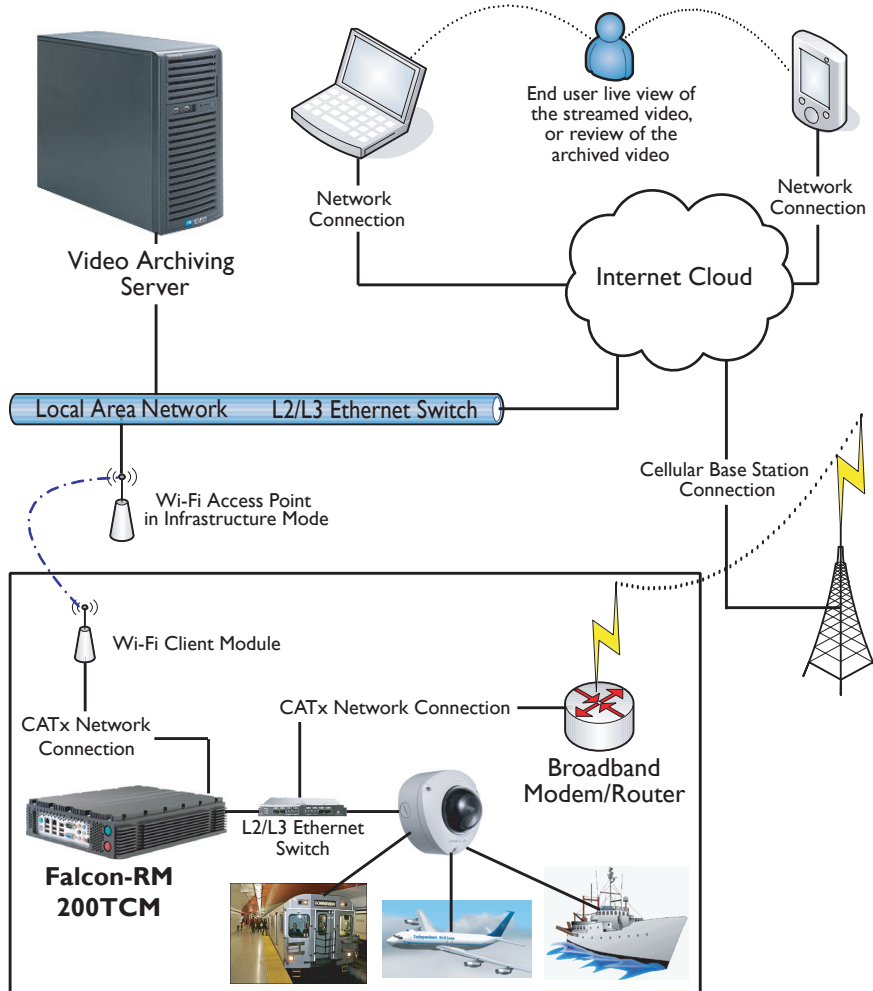 End user live view of
the streamed video,
or review of the
archived video
Network
Connection
Network
Connection
Video Archiving
Server
Internet Cloud
Local Area Network
L2/L3 Ethernet Switch
Cellular Base Station
Connection
Wi-Fi Access Point
in Infrastructure Mode
Wi-Fi Client Module
CATx Network
Connection
CATx Network Connection
Broadband
Modem/Router
L2/L3 Ethernet
Switch
Falcon-RM
200TCM
DOWNSVIEW